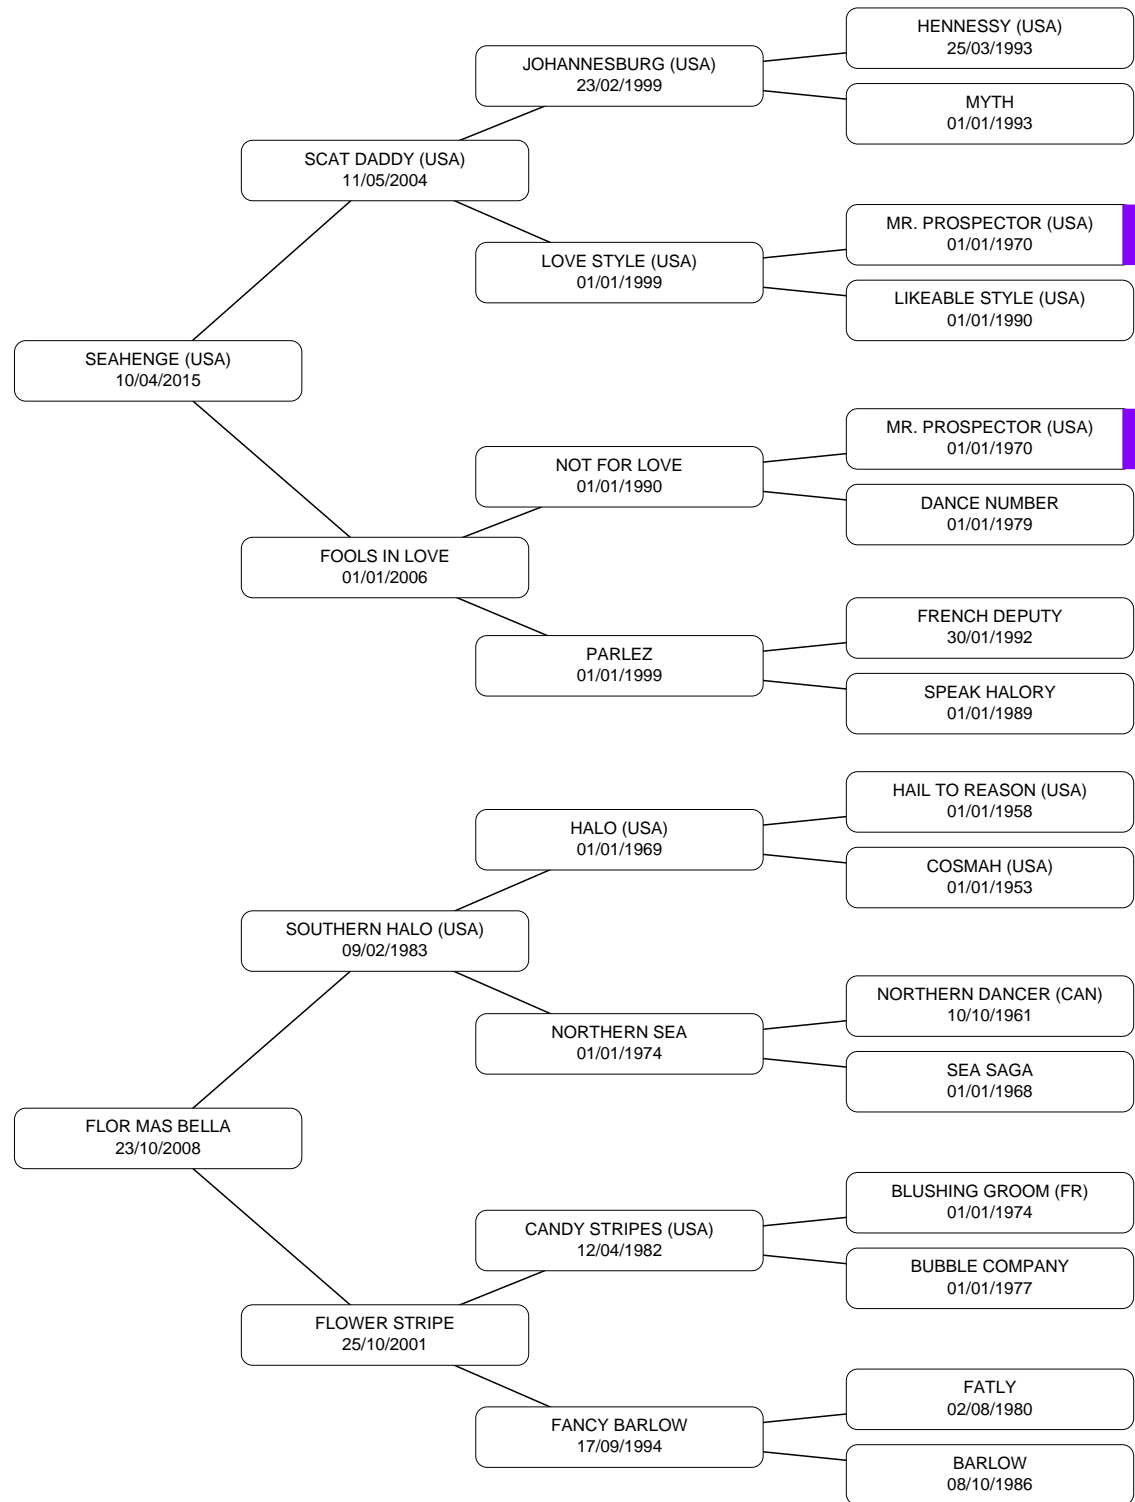 HENNESSY (USA)
25/03/1993
JOHANNESBURG (USA)
23/02/1999
MYTH
01/01/1993
SCAT DADDY (USA)
11/05/2004
MR. PROSPECTOR (USA)
01/01/1970
LOVE STYLE (USA)
01/01/1999
LIKEABLE STYLE (USA)
01/01/1990
SEAHENGE (USA)
10/04/2015
MR. PROSPECTOR (USA)
01/01/1970
NOT FOR LOVE
01/01/1990
DANCE NUMBER
01/01/1979
FOOLS IN LOVE
01/01/2006
FRENCH DEPUTY
30/01/1992
PARLEZ
01/01/1999
SPEAK HALORY
01/01/1989
HAIL TO REASON (USA)
01/01/1958
HALO (USA)
01/01/1969
COSMAH (USA)
01/01/1953
SOUTHERN HALO (USA)
09/02/1983
NORTHERN DANCER (CAN)
10/10/1961
NORTHERN SEA
01/01/1974
SEA SAGA
01/01/1968
FLOR MAS BELLA
23/10/2008
BLUSHING GROOM (FR)
01/01/1974
CANDY STRIPES (USA)
12/04/1982
BUBBLE COMPANY
01/01/1977
FLOWER STRIPE
25/10/2001
FATLY
02/08/1980
FANCY BARLOW
17/09/1994
BARLOW
08/10/1986